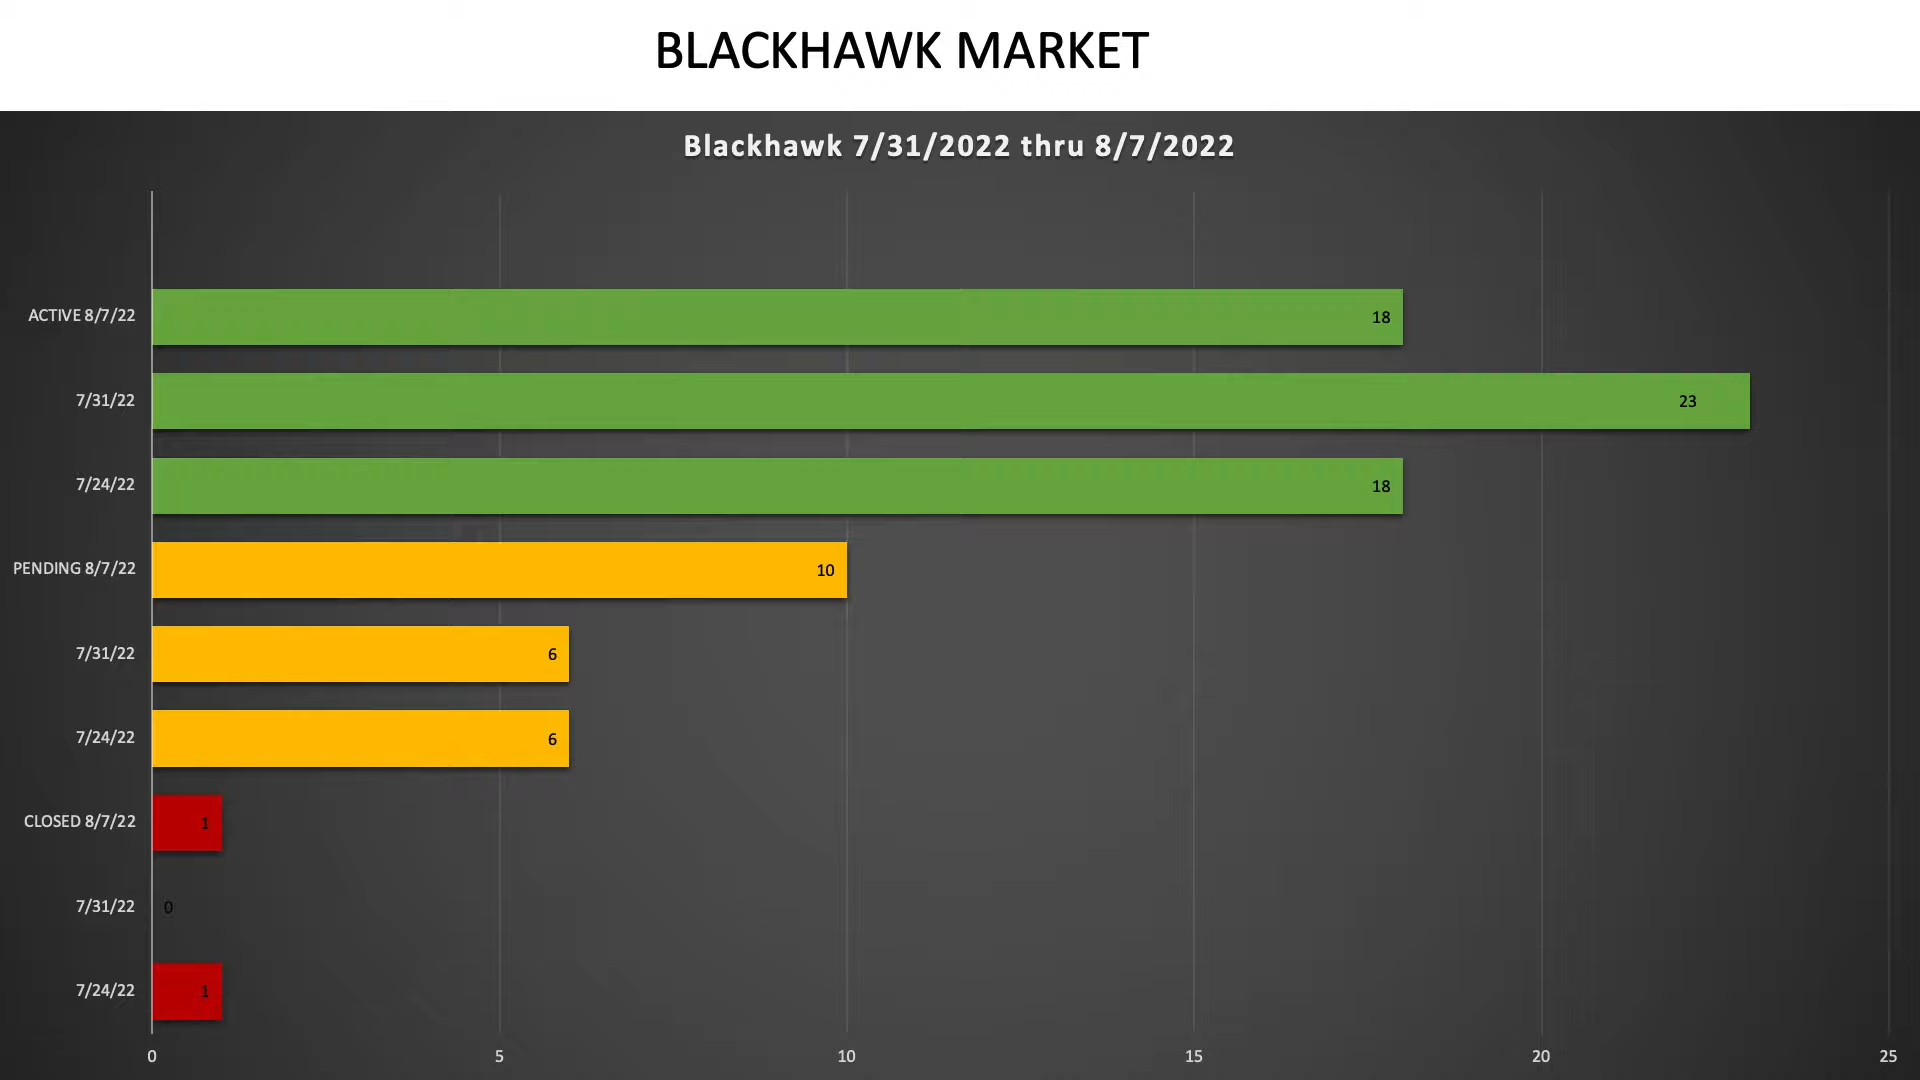 BLACKHAWK MARKET
Blackhawk 7/31/2022 thru 8/7/2022
ACTIVE 8/7/22 18
7/31/22 23
7/24/22 18
PENDING 8/7/22 10
7/31/22 6
7/24/22 6
CLOSED 8/7/22 1
7/31/22 0
7/24/22 1
0 5 10 15 20 25